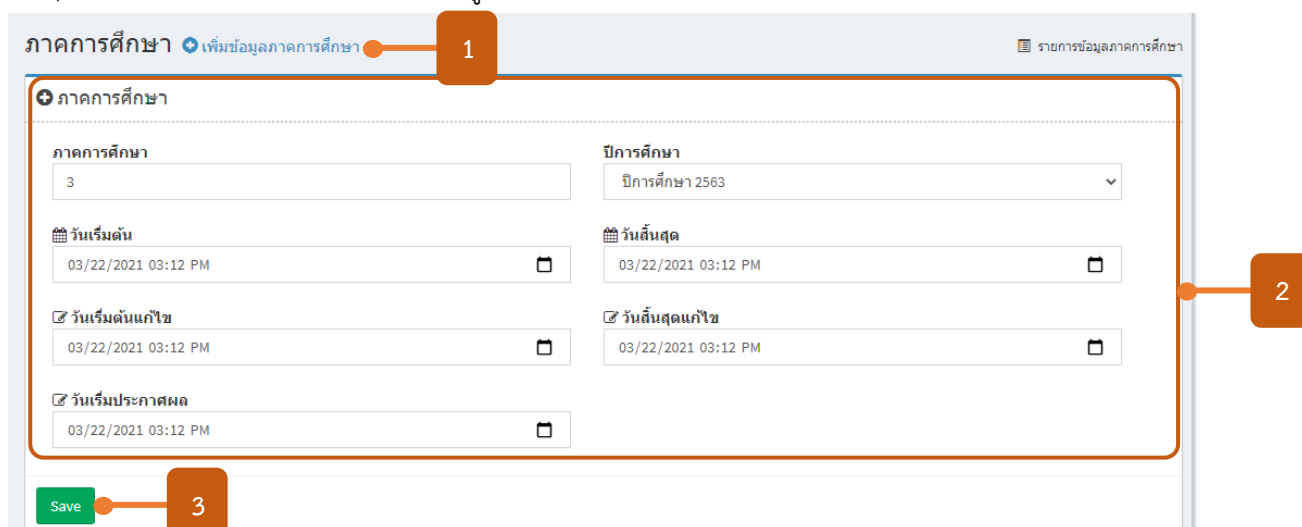 ภาคการศึกษา เพิ่มข้อมูลภาคการศึกษา 1 รายการข้อมูลภาคการศึกษา
ภาคการศึกษา
ภาคการศึกษา ปีการศึกษา
3 ปีการศึกษา 2563
วันเริ่มต้น วันสิ้นสุด
03/22/2021 03:12 PM 03/22/2021 03:12 PM
2
วันเริ่มต้นแก้ไข วันสิ้นสุดแก้ไข
03/22/2021 03:12 PM 03/22/2021 03:12 PM
วันเริ่มประกาศผล
03/22/2021 03:12 PM
Save 3